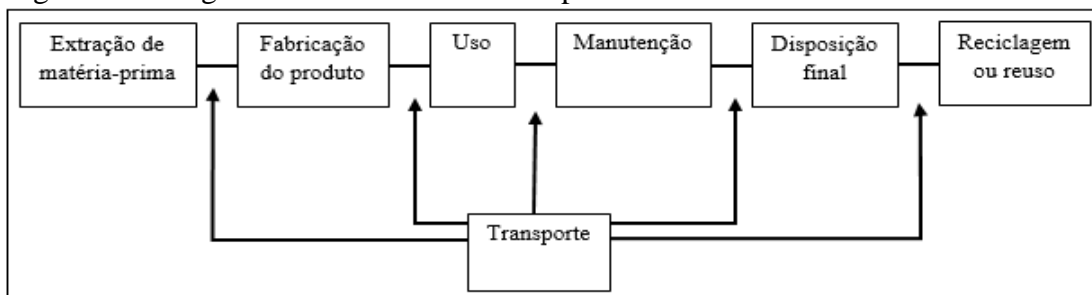 Extração de
matéria-prima
Fabricação
do produto
Uso
Manutenção
Disposição
final
Reciclagem
ou reuso
Transporte